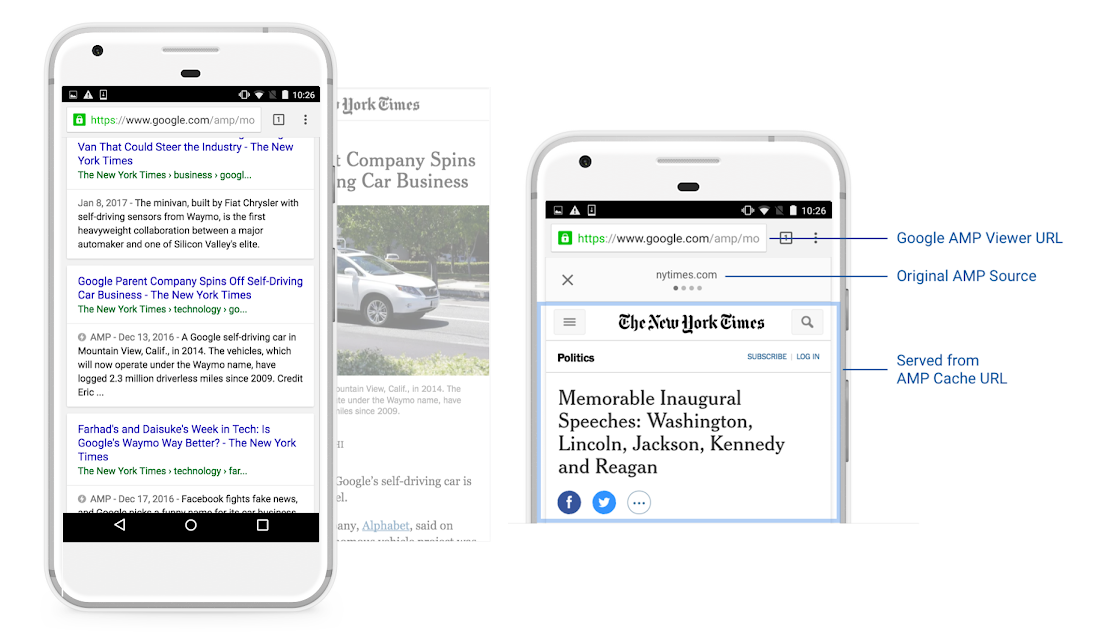 10:26
https://www.google.com/amp/mo
1
Van That Could Steer the Industry - The New
York Times
The New York Times › business › googl...
Jan 8, 2017 - The minivan, built by Fiat Chrysler with
self-driving sensors from Waymo, is the first
heavyweight collaboration between a major
automaker and one of Silicon Valley's elite.
Google Parent Company Spins Off Self-Driving
Car Business - The New York Times
The New York Times › technology › go...
AMP - Dec 13, 2016 - A Google self-driving car in
Mountain View, Calif., in 2014. The vehicles, which
will now operate under the Waymo name, have
logged 2.3 million driverless miles since 2009. Credit
Eric ...
Farhad's and Daisuke's Week in Tech: Is
Google's Waymo Way Better? - The New York
Times
The New York Times › technology › far...
AMP - Dec 17, 2016 - Facebook fights fake news,
and Google picks a funny name for its car business
York Times
t Company Spins
ng Car Business
ountain View, Calif., in 2014. The
te under the Waymo name, have
miles since 2009.
HI
Google's self-driving car is
el.
any, Alphabet, said on
nomous vehicle project was
10:26
https://www.google.com/amp/mo
1
nytimes.com
The New York Times
Politics
SUBSCRIBE | LOG IN
Memorable Inaugural
Speeches: Washington,
Lincoln, Jackson, Kennedy
and Reagan
Google AMP Viewer URL
Original AMP Source
Served from
AMP Cache URL